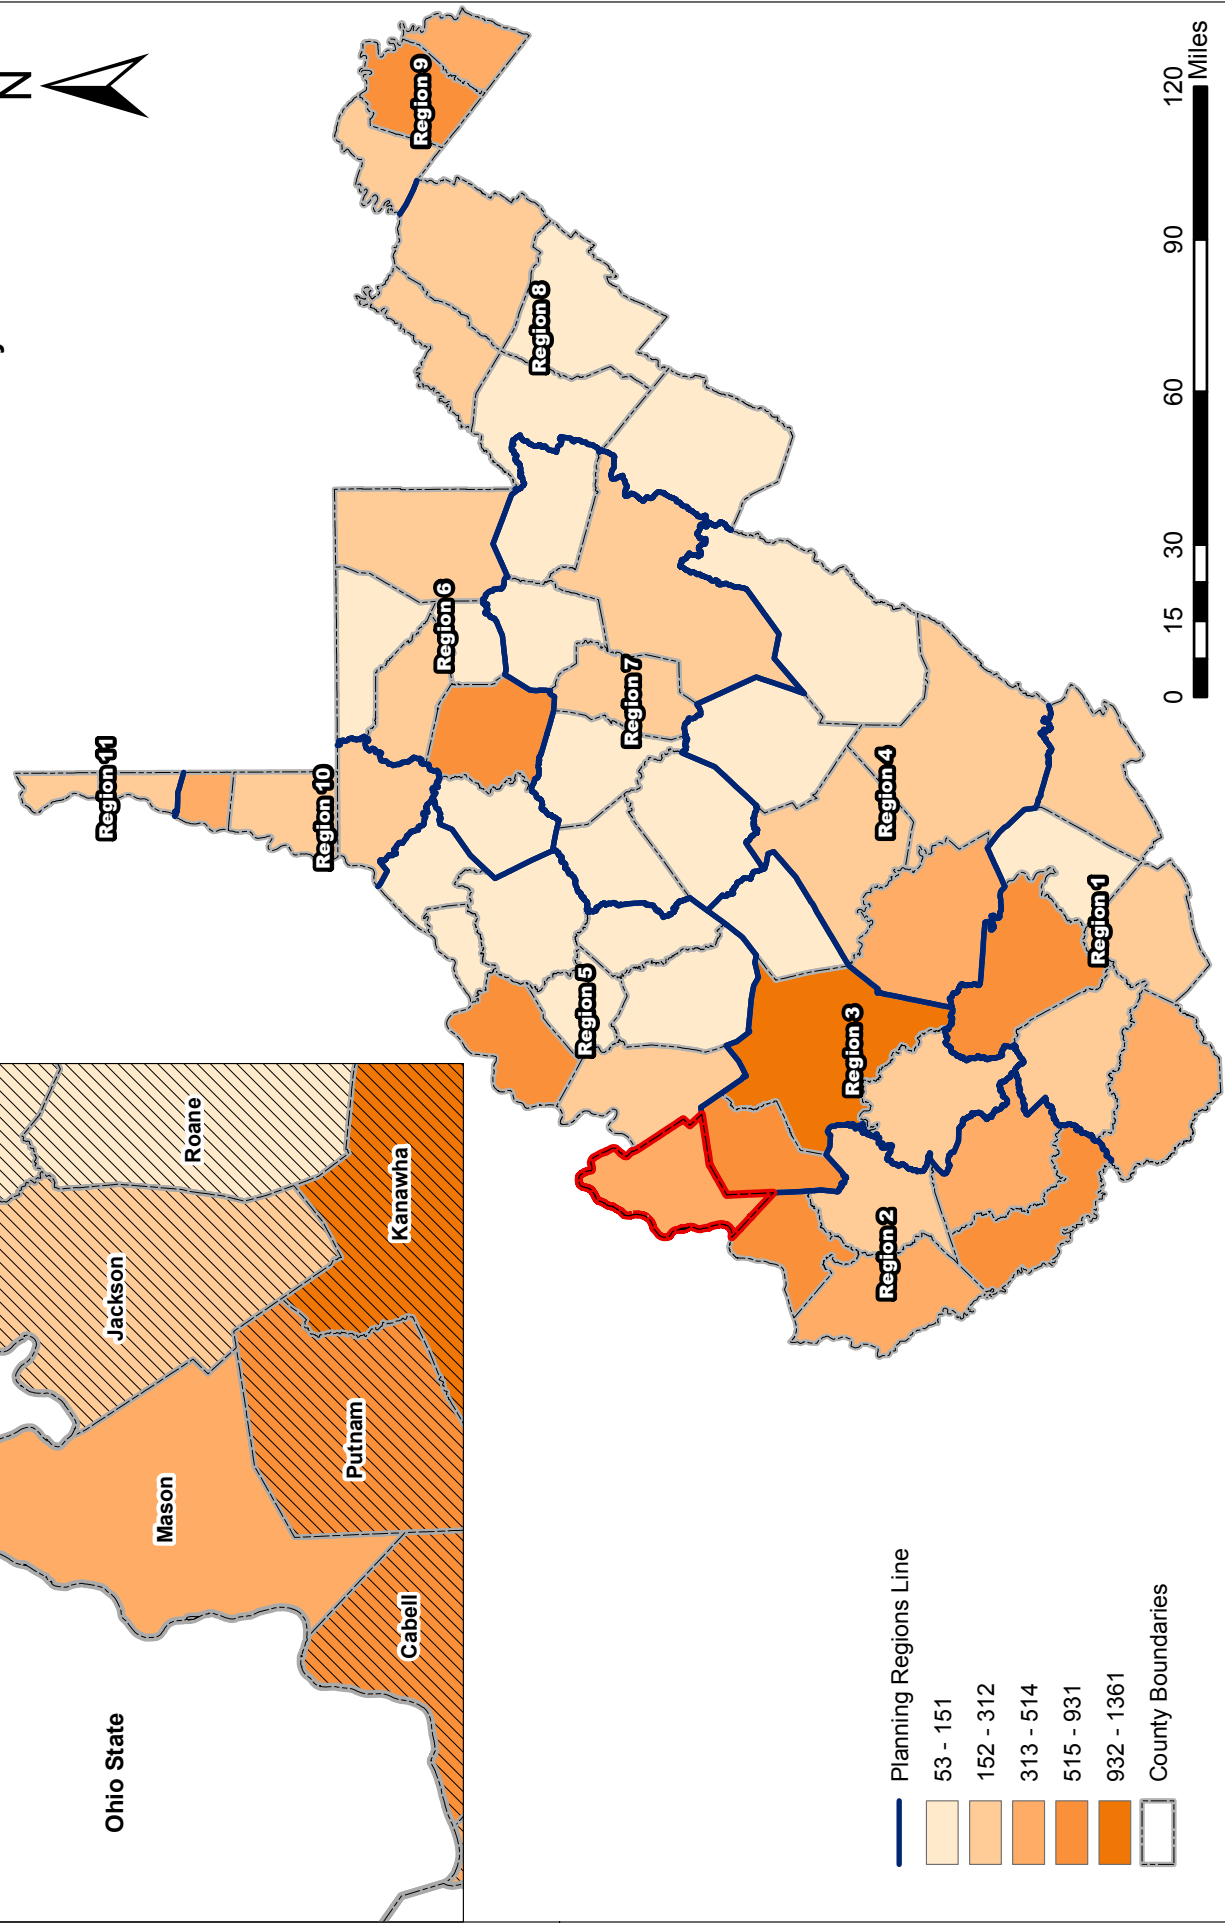 N
Ohio State
Mason
Jackson
Roane
Cabell
Putnam
Kanawha
Region 11
Region 10
Region 9
Region 6
Region 8
Region 5
Region 7
Region 3
Region 2
Region 4
Region 1
Planning Regions Line
53 - 151
152 - 312
313 - 514
515 - 931
932 - 1361
County Boundaries
0 15 30 60 90 120
Miles